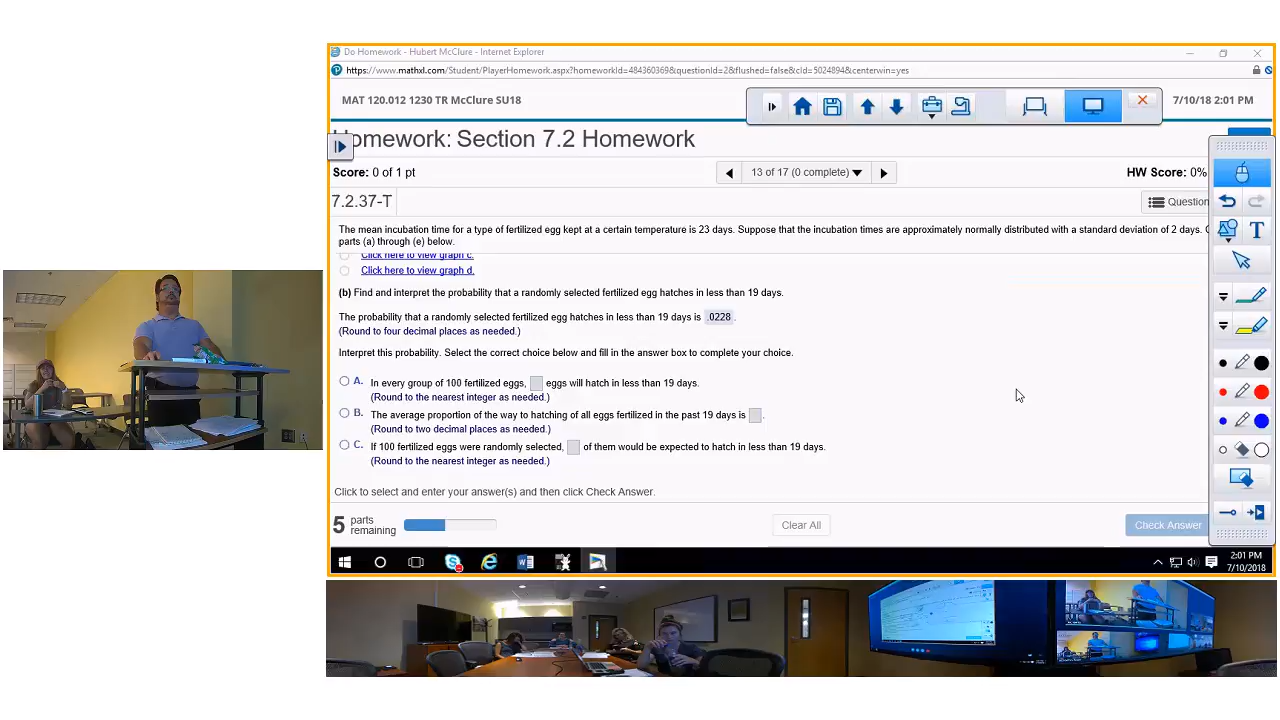 Do Homework - Hubert McClure - Internet Explorer
https://www.mathxl.com/Student/PlayerHomework.aspx?homeworkId=484360369&questionId=2&flushed=false&cId=5024894&centerwin=yes
MAT 120.012 1230 TR McClure SU18
7/10/18 2:01 PM
omework: Section 7.2 Homework
Score: 0 of 1 pt
13 of 17 (0 complete)
HW Score: 0%
7.2.37-T
Question
The mean incubation time for a type of fertilized egg kept at a certain temperature is 23 days. Suppose that the incubation times are approximately normally distributed with a standard deviation of 2 days.
parts (a) through (e) below.
Click here to view graph c.
Click here to view graph d.
(b) Find and interpret the probability that a randomly selected fertilized egg hatches in less than 19 days.
The probability that a randomly selected fertilized egg hatches in less than 19 days is .0228.
(Round to four decimal places as needed.)
Interpret this probability. Select the correct choice below and fill in the answer box to complete your choice.
A. In every group of 100 fertilized eggs, eggs will hatch in less than 19 days.
(Round to the nearest integer as needed.)
B. The average proportion of the way to hatching of all eggs fertilized in the past 19 days is .
(Round to two decimal places as needed.)
C. If 100 fertilized eggs were randomly selected, of them would be expected to hatch in less than 19 days.
(Round to the nearest integer as needed.)
Click to select and enter your answer(s) and then click Check Answer.
5 parts
remaining
Clear All
Check Answer
2:01 PM
7/10/2018